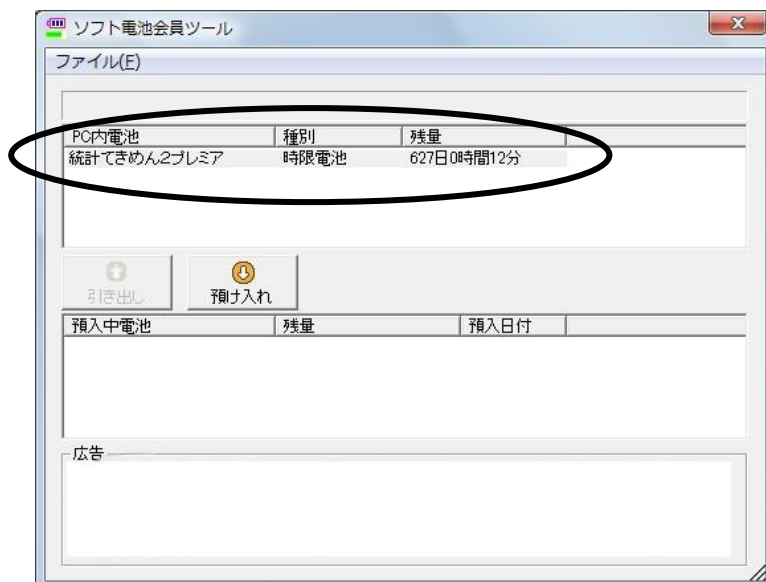 ソフト電池会員ツール
ファイル(F)
PC内電池 種別 残量
統計てきめん2プレミア 時限電池 627日0時間12分
引き出し 預け入れ
預入中電池 残量 預入日付
広告